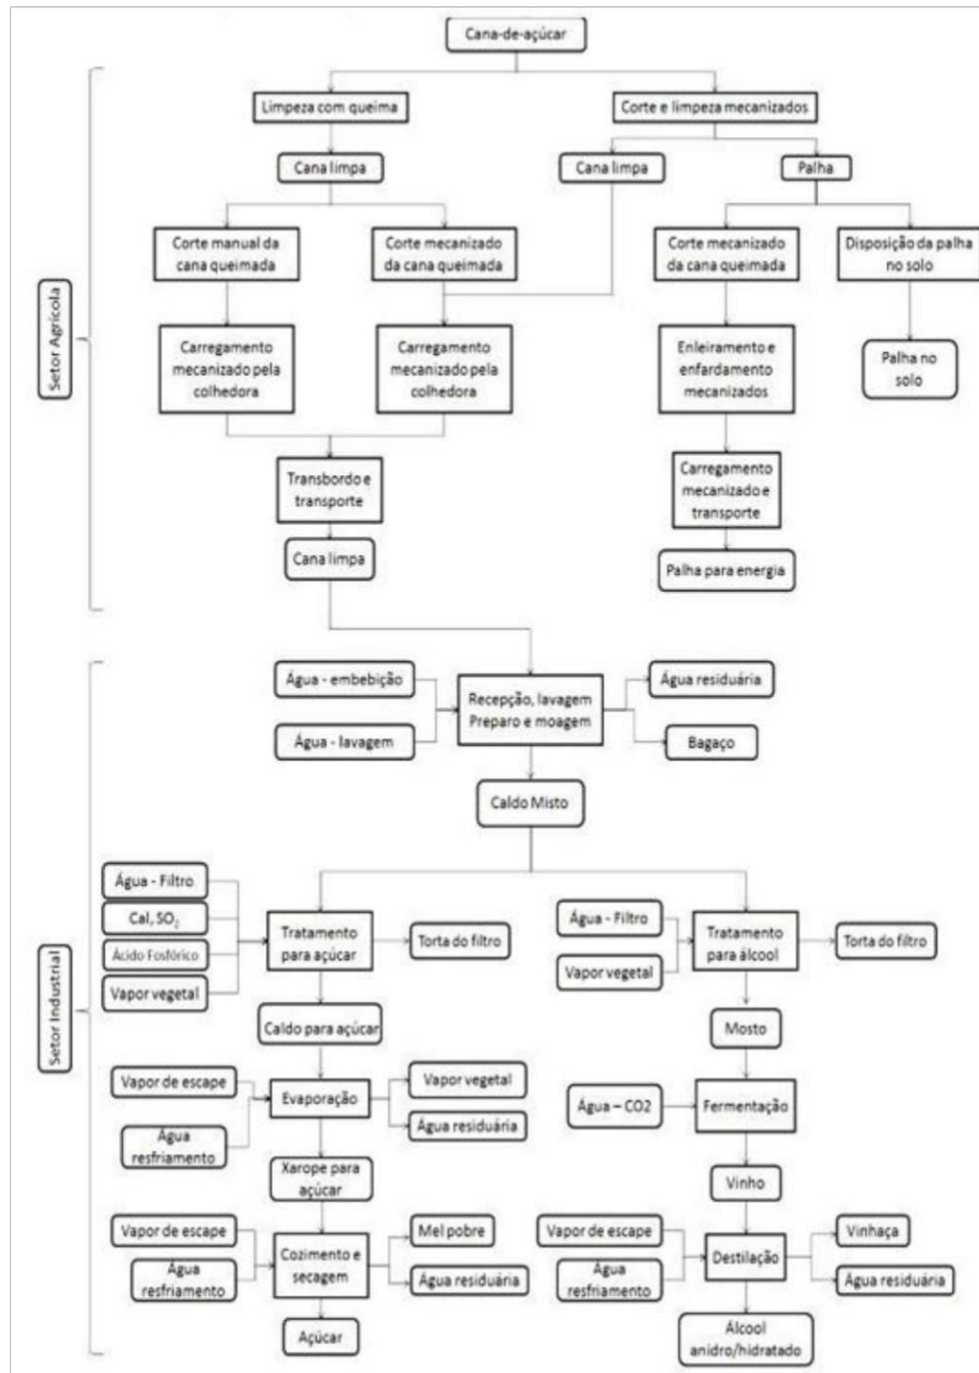 Cana-de-açúcar
Limpeza com queima
Corte e limpeza mecanizados
Cana limpa
Cana limpa
Palha
Corte manual da
cana queimada
Corte mecanizado
da cana queimada
Corte mecanizado
da cana queimada
Disposição da palha
no solo
Setor Agrícola
Carregamento
mecanizado pela
colhedora
Carregamento
mecanizado pela
colhedora
Enleiramento e
enfardamento
mecanizados
Palha no
solo
Transbordo e
transporte
Carregamento
mecanizado e
transporte
Cana limpa
Palha para energia
Água - embebição
Água - lavagem
Recepção, lavagem
Preparo e moagem
Água residuária
Bagaço
Caldo Misto
Setor Industrial
Água - Filtro
Cal, SO₂
Ácido Fosfórico
Vapor vegetal
Tratamento
para açúcar
Torta do filtro
Água - Filtro
Vapor vegetal
Tratamento
para álcool
Torta do filtro
Caldo para açúcar
Mosto
Vapor de escape
Água
resfriamento
Evaporação
Vapor vegetal
Água residuária
Água – CO2
Fermentação
Xarope para
açúcar
Vinho
Vapor de escape
Água
resfriamento
Cozimento e
secagem
Mel pobre
Água residuária
Vapor de escape
Água
resfriamento
Destilação
Vinhaça
Água residuária
Açúcar
Álcool
anidro/hidratado